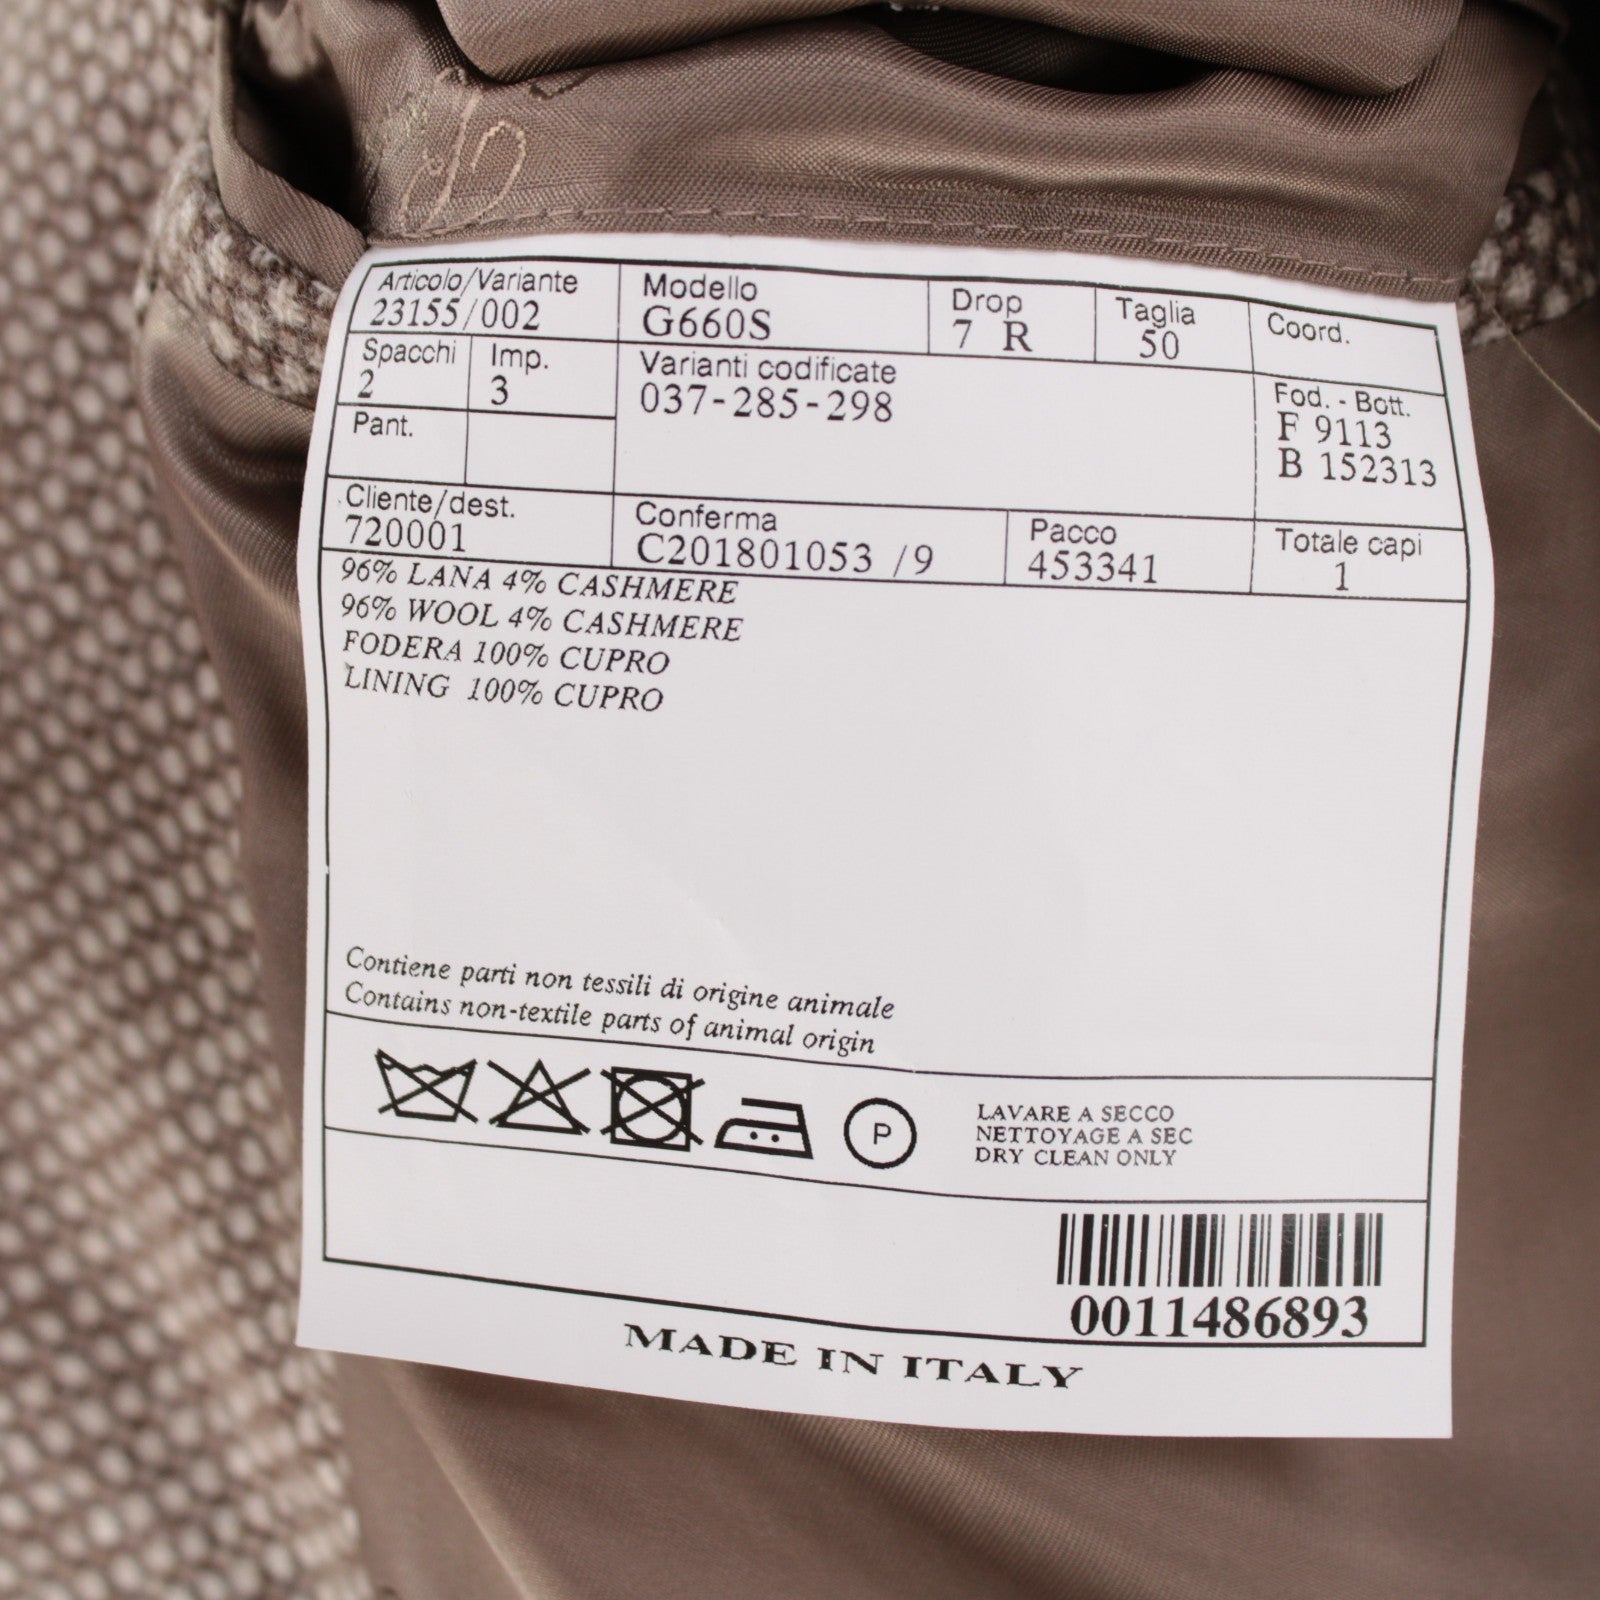 Articolo/Variante
23155/002
Modello
G660S
Drop
7 R
Taglia
50
Coord.
Spacchi
2
Imp.
3
Varianti codificate
037-285-298
Fod. - Bott.
F 9113
B 152313
Pant.
Cliente/dest.
720001
Conferma
C201801053 /9
Pacco
453341
Totale capi
1
96% LANA 4% CASHMERE
96% WOOL 4% CASHMERE
FODERA 100% CUPRO
LINING 100% CUPRO
Contiene parti non tessili di origine animale
Contains non-textile parts of animal origin
P
LAVARE A SECCO
NETTOYAGE A SEC
DRY CLEAN ONLY
0011486893
MADE IN ITALY